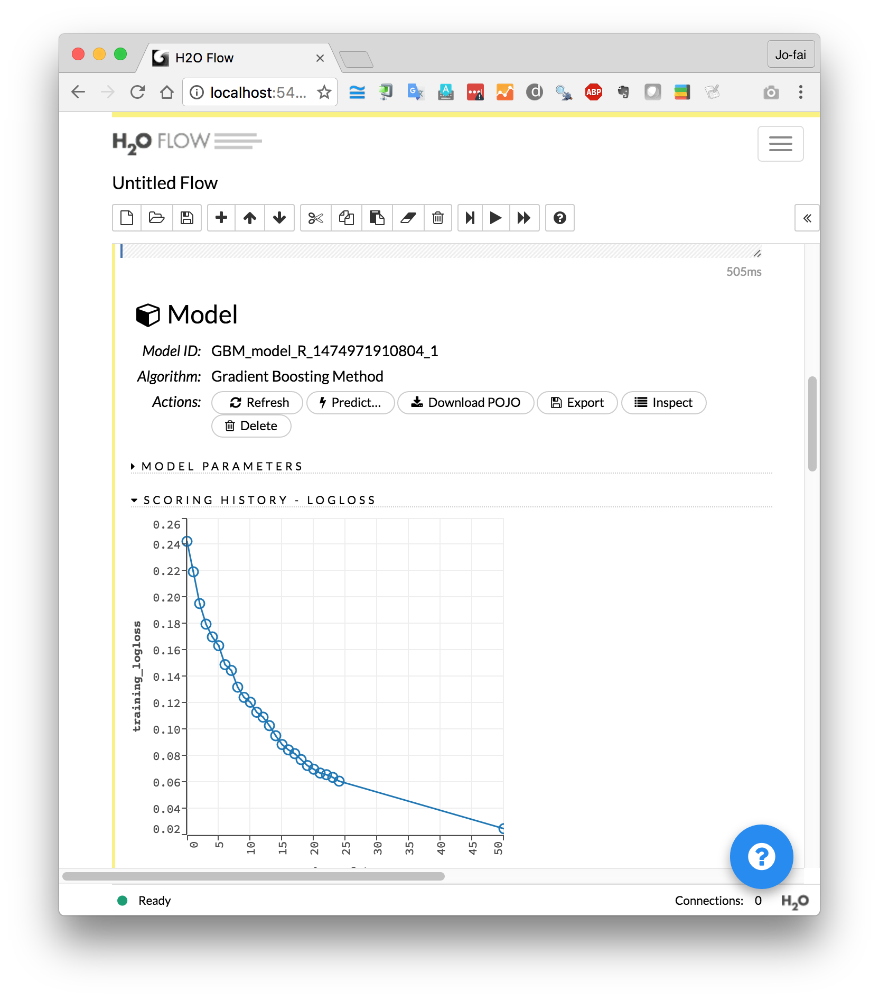 H2O Flow
Jo-fai
localhost:54...
ABP
H2O FLOW
Untitled Flow
505ms
Model
Model ID: GBM_model_R_1474971910804_1
Algorithm: Gradient Boosting Method
Actions: Refresh Predict... Download POJO Export Inspect
Delete
MODEL PARAMETERS
SCORING HISTORY - LOGLOSS
0.26
0.24
0.22
0.20
0.18
0.16
0.14
0.12
0.10
0.08
0.06
0.04
0.02
training_logloss
0 5 10 15 20 25 30 35 40 45 50
Ready
Connections: 0 H2O